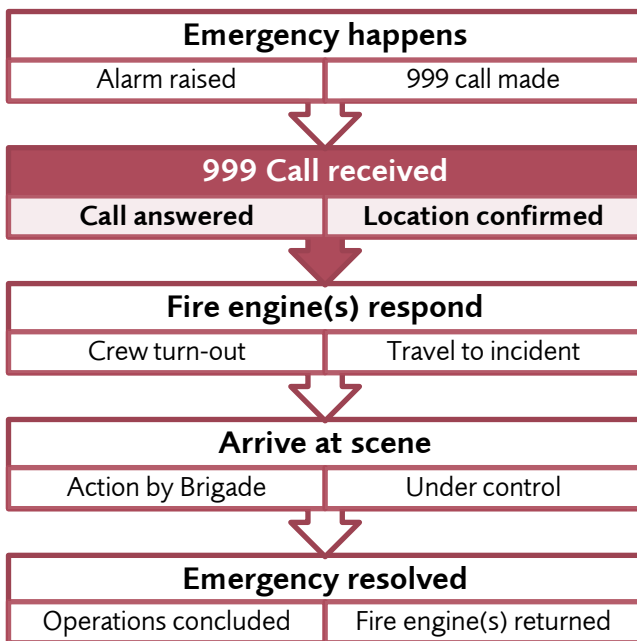 Emergency happens
Alarm raised 999 call made
999 Call received
Call answered Location confirmed
Fire engine(s) respond
Crew turn-out Travel to incident
Arrive at scene
Action by Brigade Under control
Emergency resolved
Operations concluded Fire engine(s) returned